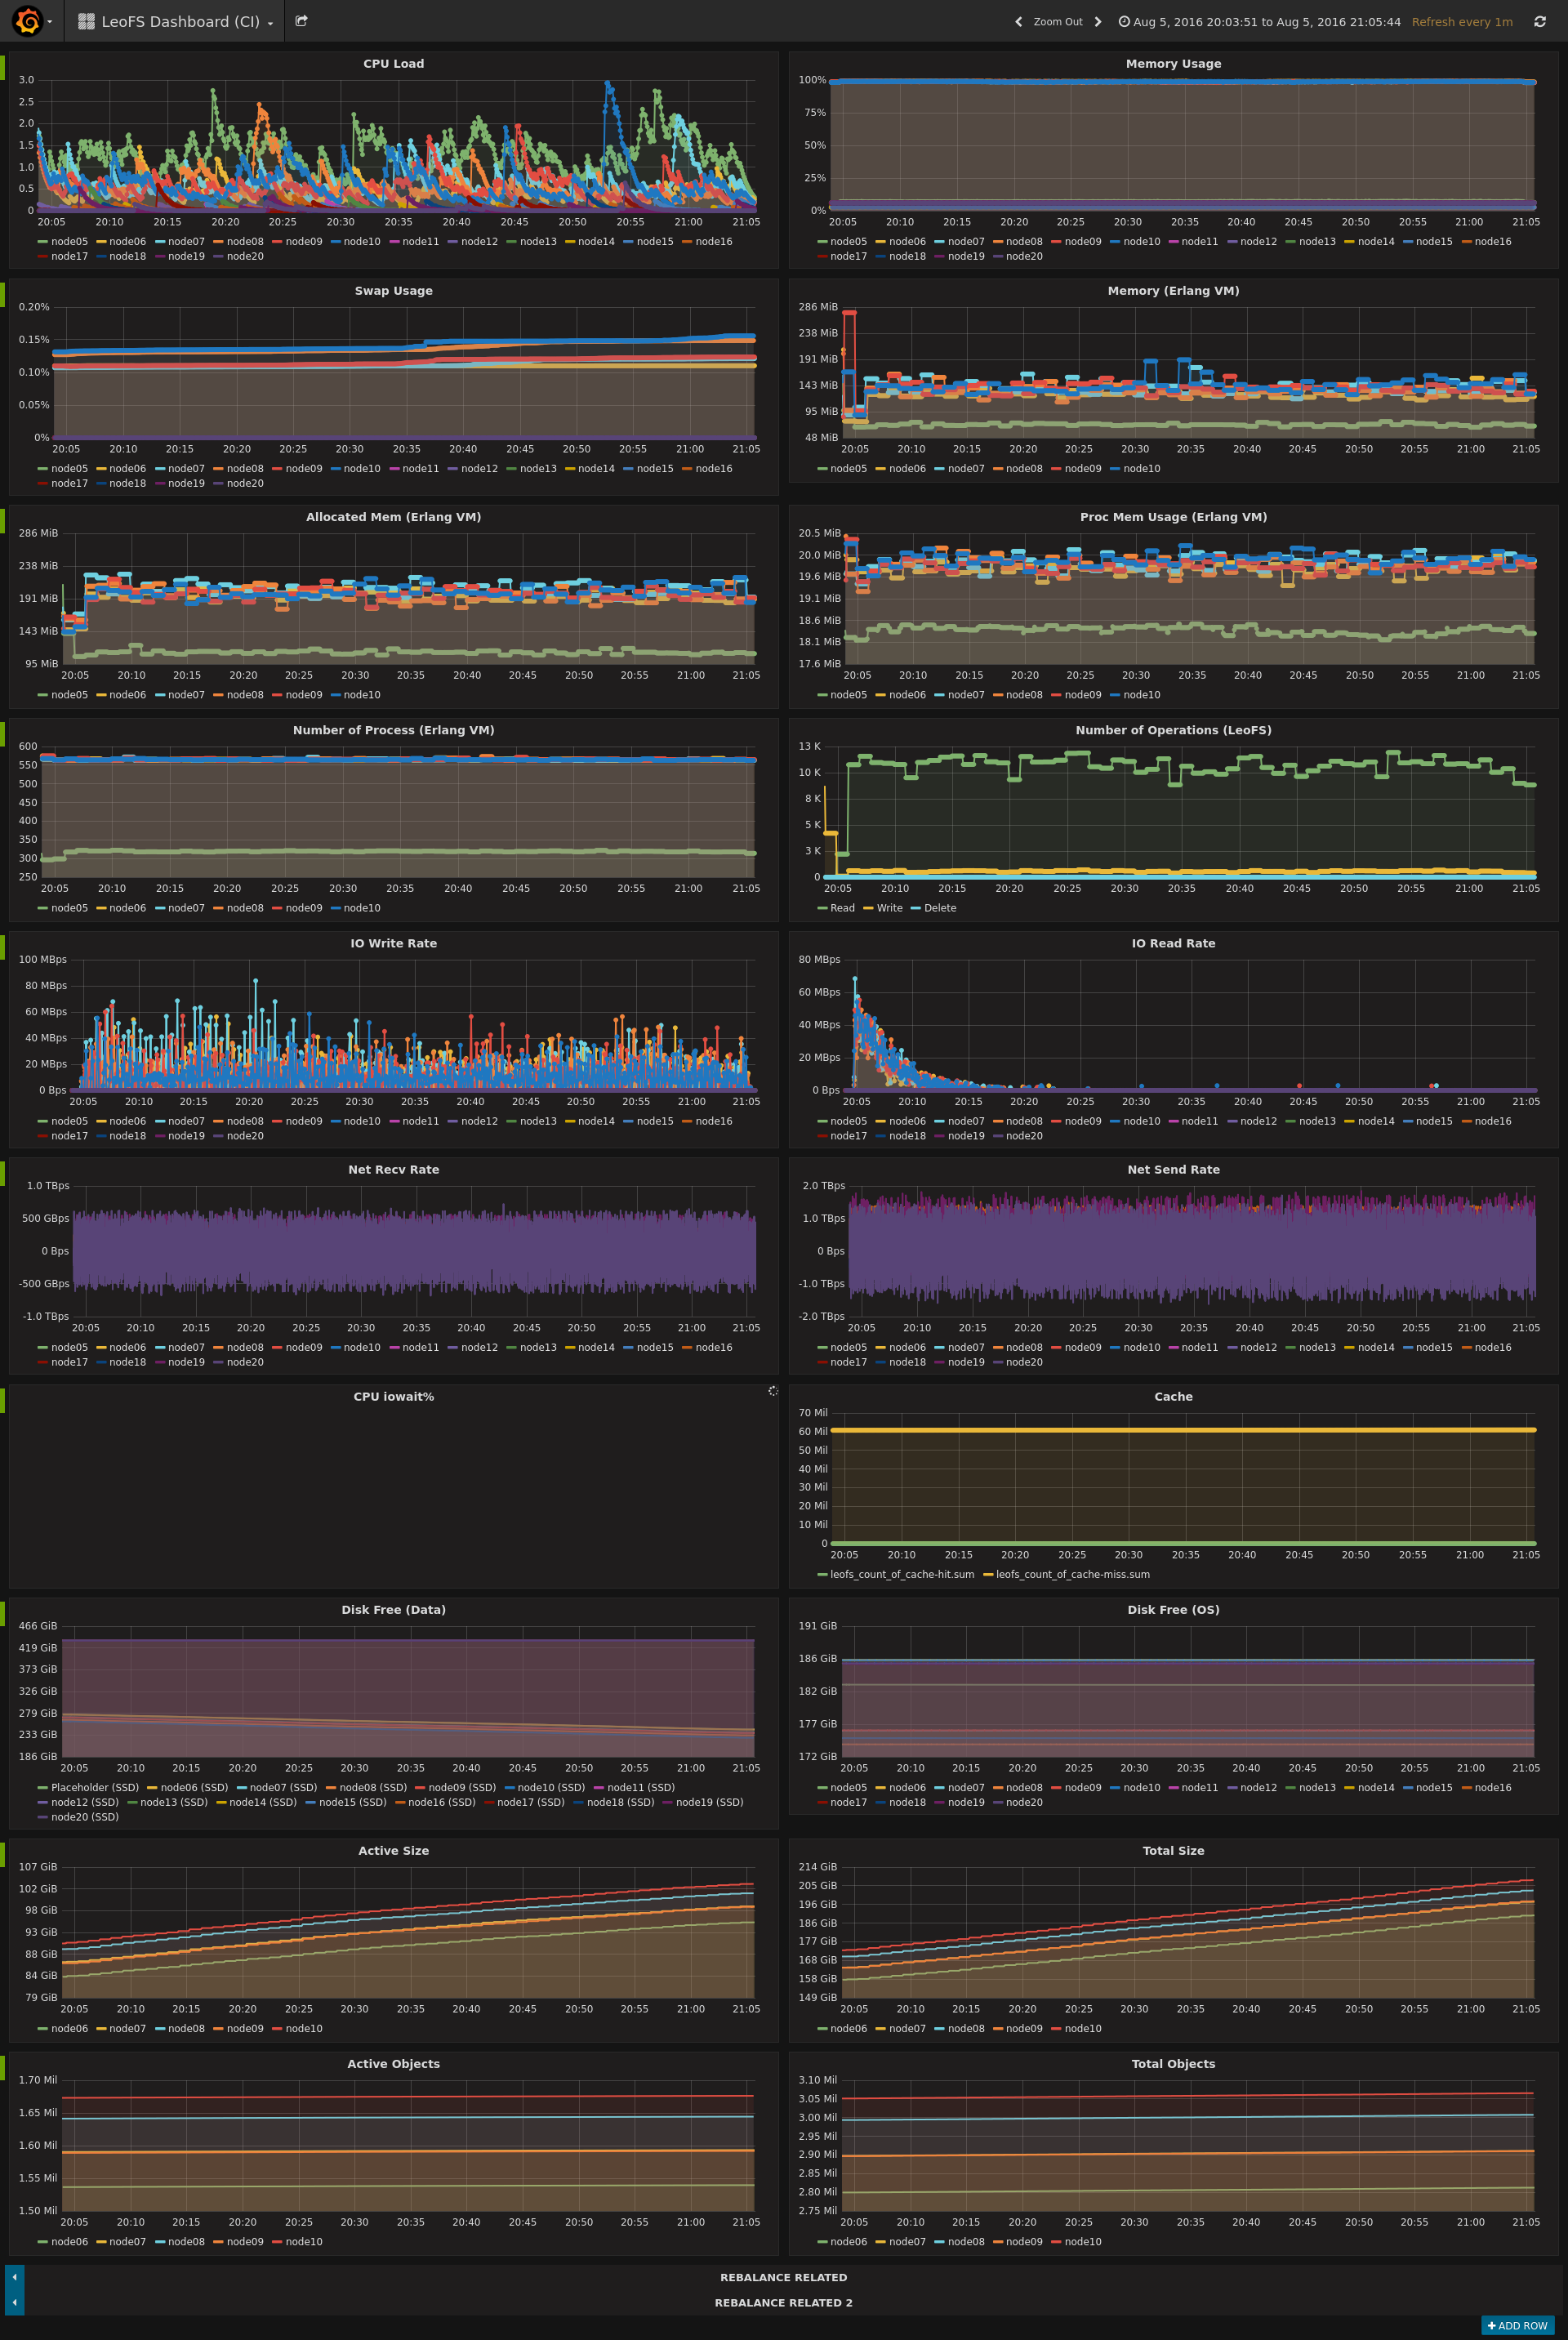 LeoFS Dashboard (CI)
Zoom Out
Aug 5, 2016 20:03:51 to Aug 5, 2016 21:05:44 Refresh every 1m
CPU Load
3.0
2.5
2.0
1.5
1.0
0.5
0
20:05 20:10 20:15 20:20 20:25 20:30 20:35 20:40 20:45 20:50 20:55 21:00 21:05
node05 node06 node07 node08 node09 node10 node11 node12 node13 node14 node15 node16
node17 node18 node19 node20
Memory Usage
100%
75%
50%
25%
0%
20:05 20:10 20:15 20:20 20:25 20:30 20:35 20:40 20:45 20:50 20:55 21:00 21:05
node05 node06 node07 node08 node09 node10 node11 node12 node13 node14 node15 node16
node17 node18 node19 node20
Swap Usage
0.20%
0.15%
0.10%
0.05%
0%
20:05 20:10 20:15 20:20 20:25 20:30 20:35 20:40 20:45 20:50 20:55 21:00 21:05
node05 node06 node07 node08 node09 node10 node11 node12 node13 node14 node15 node16
node17 node18 node19 node20
Memory (Erlang VM)
286 MiB
238 MiB
191 MiB
143 MiB
95 MiB
48 MiB
20:05 20:10 20:15 20:20 20:25 20:30 20:35 20:40 20:45 20:50 20:55 21:00 21:05
node05 node06 node07 node08 node09 node10
Allocated Mem (Erlang VM)
286 MiB
238 MiB
191 MiB
143 MiB
95 MiB
20:05 20:10 20:15 20:20 20:25 20:30 20:35 20:40 20:45 20:50 20:55 21:00 21:05
node05 node06 node07 node08 node09 node10
Proc Mem Usage (Erlang VM)
20.5 MiB
20.0 MiB
19.6 MiB
19.1 MiB
18.6 MiB
18.1 MiB
17.6 MiB
20:05 20:10 20:15 20:20 20:25 20:30 20:35 20:40 20:45 20:50 20:55 21:00 21:05
node05 node06 node07 node08 node09 node10
Number of Process (Erlang VM)
600
550
500
450
400
350
300
250
20:05 20:10 20:15 20:20 20:25 20:30 20:35 20:40 20:45 20:50 20:55 21:00 21:05
node05 node06 node07 node08 node09 node10
Number of Operations (LeoFS)
13 K
10 K
8 K
5 K
3 K
0
20:05 20:10 20:15 20:20 20:25 20:30 20:35 20:40 20:45 20:50 20:55 21:00 21:05
Read Write Delete
IO Write Rate
100 MBps
80 MBps
60 MBps
40 MBps
20 MBps
0 Bps
20:05 20:10 20:15 20:20 20:25 20:30 20:35 20:40 20:45 20:50 20:55 21:00 21:05
node05 node06 node07 node08 node09 node10 node11 node12 node13 node14 node15 node16
node17 node18 node19 node20
IO Read Rate
80 MBps
60 MBps
40 MBps
20 MBps
0 Bps
20:05 20:10 20:15 20:20 20:25 20:30 20:35 20:40 20:45 20:50 20:55 21:00 21:05
node05 node06 node07 node08 node09 node10 node11 node12 node13 node14 node15 node16
node17 node18 node19 node20
Net Recv Rate
1.0 TBps
500 GBps
0 Bps
-500 GBps
-1.0 TBps
20:05 20:10 20:15 20:20 20:25 20:30 20:35 20:40 20:45 20:50 20:55 21:00 21:05
node05 node06 node07 node08 node09 node10 node11 node12 node13 node14 node15 node16
node17 node18 node19 node20
Net Send Rate
2.0 TBps
1.0 TBps
0 Bps
-1.0 TBps
-2.0 TBps
20:05 20:10 20:15 20:20 20:25 20:30 20:35 20:40 20:45 20:50 20:55 21:00 21:05
node05 node06 node07 node08 node09 node10 node11 node12 node13 node14 node15 node16
node17 node18 node19 node20
CPU iowait%
Cache
70 Mil
60 Mil
50 Mil
40 Mil
30 Mil
20 Mil
10 Mil
0
20:05 20:10 20:15 20:20 20:25 20:30 20:35 20:40 20:45 20:50 20:55 21:00 21:05
leofs_count_of_cache-hit.sum leofs_count_of_cache-miss.sum
Disk Free (Data)
466 GiB
419 GiB
373 GiB
326 GiB
279 GiB
233 GiB
186 GiB
20:05 20:10 20:15 20:20 20:25 20:30 20:35 20:40 20:45 20:50 20:55 21:00 21:05
Placeholder (SSD) node06 (SSD) node07 (SSD) node08 (SSD) node09 (SSD) node10 (SSD) node11 (SSD)
node12 (SSD) node13 (SSD) node14 (SSD) node15 (SSD) node16 (SSD) node17 (SSD) node18 (SSD) node19 (SSD)
node20 (SSD)
Disk Free (OS)
191 GiB
186 GiB
182 GiB
177 GiB
172 GiB
20:05 20:10 20:15 20:20 20:25 20:30 20:35 20:40 20:45 20:50 20:55 21:00 21:05
node05 node06 node07 node08 node09 node10 node11 node12 node13 node14 node15 node16
node17 node18 node19 node20
Active Size
107 GiB
102 GiB
98 GiB
93 GiB
88 GiB
84 GiB
79 GiB
20:05 20:10 20:15 20:20 20:25 20:30 20:35 20:40 20:45 20:50 20:55 21:00 21:05
node06 node07 node08 node09 node10
Total Size
214 GiB
205 GiB
196 GiB
186 GiB
177 GiB
168 GiB
158 GiB
149 GiB
20:05 20:10 20:15 20:20 20:25 20:30 20:35 20:40 20:45 20:50 20:55 21:00 21:05
node06 node07 node08 node09 node10
Active Objects
1.70 Mil
1.65 Mil
1.60 Mil
1.55 Mil
1.50 Mil
20:05 20:10 20:15 20:20 20:25 20:30 20:35 20:40 20:45 20:50 20:55 21:00 21:05
node06 node07 node08 node09 node10
Total Objects
3.10 Mil
3.05 Mil
3.00 Mil
2.95 Mil
2.90 Mil
2.85 Mil
2.80 Mil
2.75 Mil
20:05 20:10 20:15 20:20 20:25 20:30 20:35 20:40 20:45 20:50 20:55 21:00 21:05
node06 node07 node08 node09 node10
REBALANCE RELATED
REBALANCE RELATED 2
ADD ROW